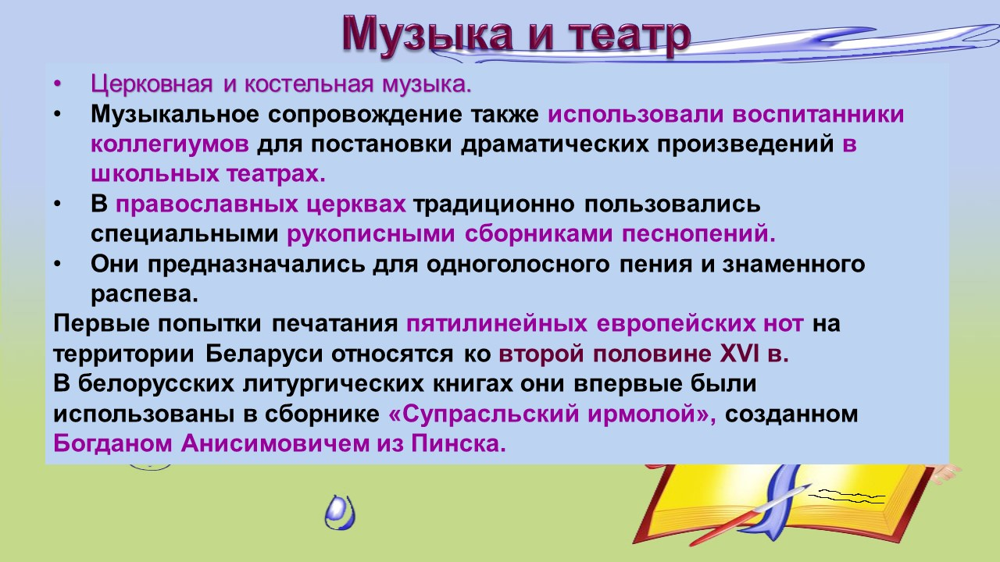 Музыка и театр
• Церковная и костельная музыка.
• Музыкальное сопровождение также использовали воспитанники
коллегиумов для постановки драматических произведений в
школьных театрах.
• В православных церквах традиционно пользовались
специальными рукописными сборниками песнопений.
• Они предназначались для одноголосного пения и знаменного
распева.
Первые попытки печатания пятилинейных европейских нот на
территории Беларуси относятся ко второй половине XVI в.
В белорусских литургических книгах они впервые были
использованы в сборнике «Супрасльский ирмолой», созданном
Богданом Анисимовичем из Пинска.